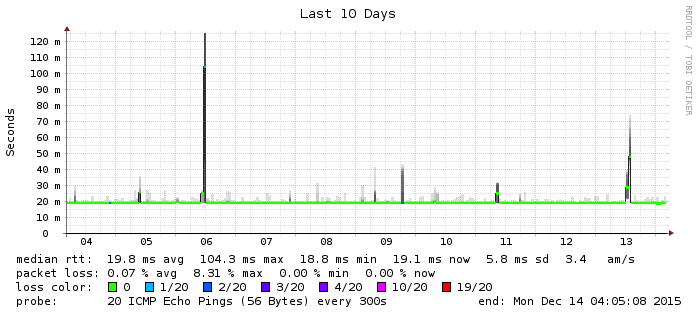 Last 10 Days
RRDTOOL / TOBI OETIKER
Seconds
120 m
110 m
100 m
90 m
80 m
70 m
60 m
50 m
40 m
30 m
20 m
10 m
0
04 05 06 07 08 09 10 11 12 13
median rtt: 19.8 ms avg 104.3 ms max 18.8 ms min 19.1 ms now 5.8 ms sd 3.4 am/s
packet loss: 0.07 % avg 8.31 % max 0.00 % min 0.00 % now
loss color: 0 1/20 2/20 3/20 4/20 10/20 19/20
probe: 20 ICMP Echo Pings (56 Bytes) every 300s end: Mon Dec 14 04:05:08 2015